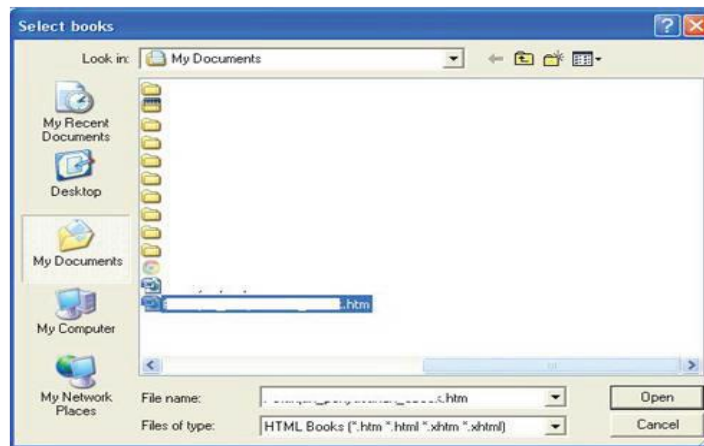 Select books
Look in: My Documents
My Recent Documents
Desktop
My Documents
My Computer
My Network Places
.htm
File name: .htm
Open
Files of type: HTML Books (*.htm *.html *.xhtm *.xhtml)
Cancel